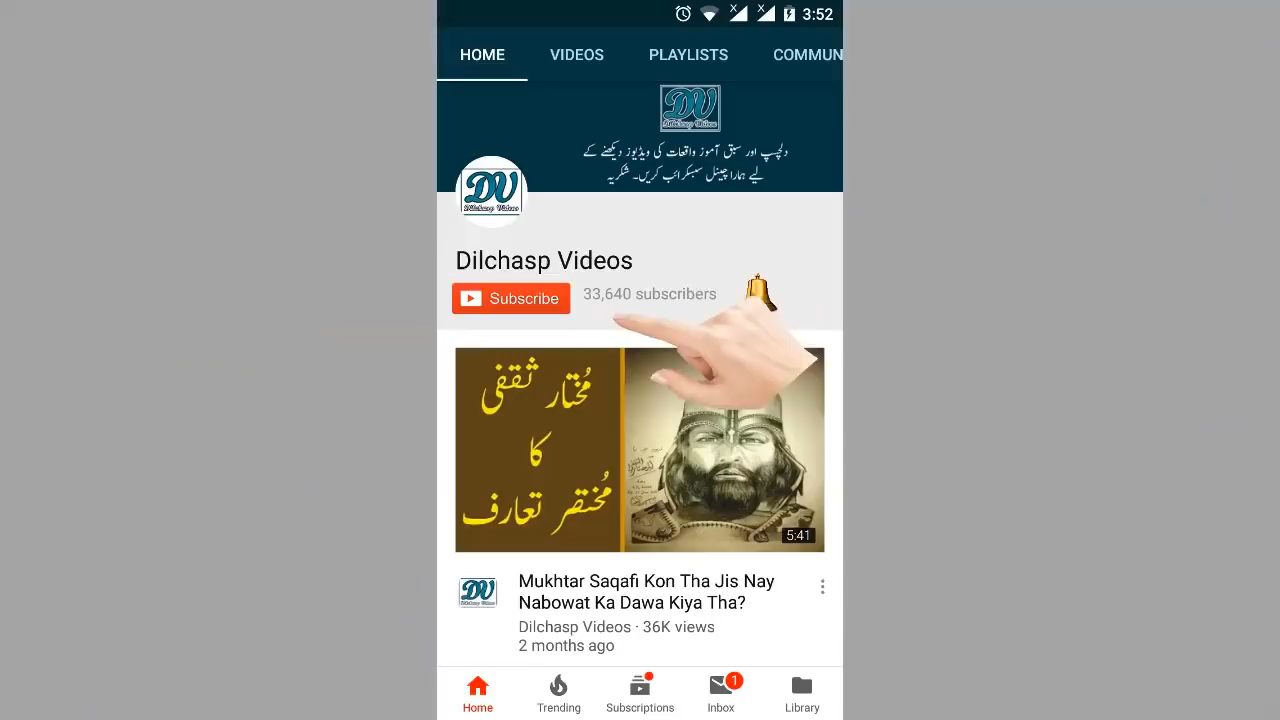 3:52
HOME VIDEOS PLAYLISTS COMMUN
DV
Dilchasp Videos
دلچسپ اور سبق آموز واقعات کی ویڈیوز دیکھنے کے
لیے ہمارا چینل سبسکرائب کریں۔ شکریہ
DV
Dilchasp Videos
Dilchasp Videos
Subscribe 33,640 subscribers
مُختار ثقفی
کا
مُختصر تعارف
5:41
DV
Mukhtar Saqafi Kon Tha Jis Nay
Nabowat Ka Dawa Kiya Tha?
Dilchasp Videos · 36K views
2 months ago
1
Home Trending Subscriptions Inbox Library